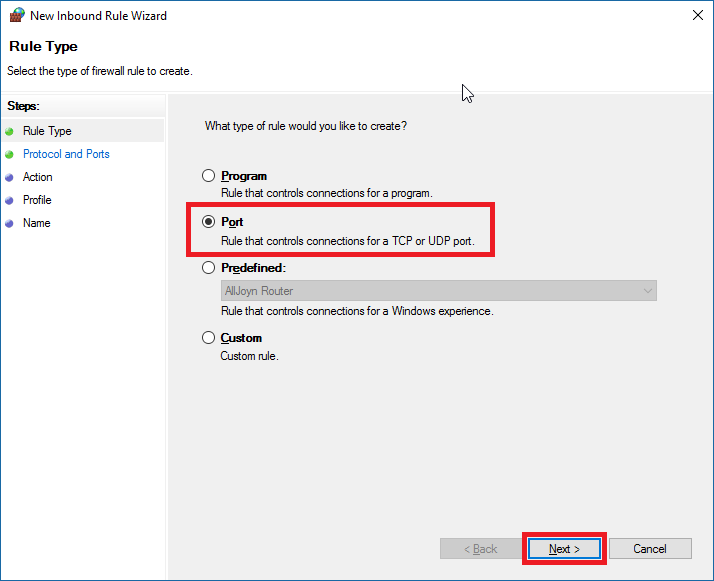 New Inbound Rule Wizard
Rule Type
Select the type of firewall rule to create.
Steps:
Rule Type
Protocol and Ports
Action
Profile
Name
What type of rule would you like to create?
Program
Rule that controls connections for a program.
Port
Rule that controls connections for a TCP or UDP port.
Predefined:
AllJoyn Router
Rule that controls connections for a Windows experience.
Custom
Custom rule.
< Back
Next >
Cancel